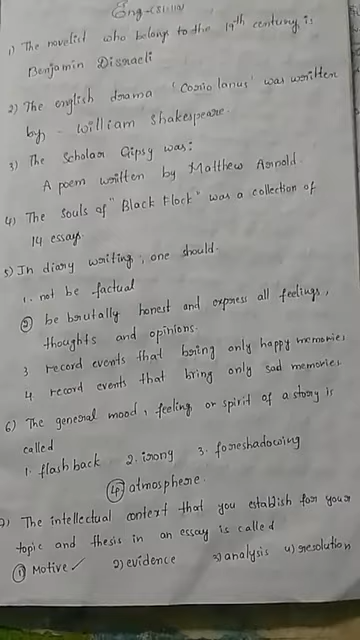 Eng-(S1-110)
1) The novelist who belongs to the 19th century is
Benjamin Disraeli
2) The english drama 'Coriolanus' was written
by - William Shakespeare.
3) The Scholar Gipsy was:
A poem written by Matthew Arnold.
4) The Souls of "Black Flock" was a collection of
14 essays.
5) In diary writing, one should.
1. not be factual
2) be brutally honest and express all feelings,
thoughts and opinions.
3 record events that bring only happy memories
4. record events that bring only sad memories.
6) The general mood, feeling or spirit of a story is
called
1. flash back 2. irony 3. foreshadowing
4) atmosphere.
7) The intellectual context that you establish for your
topic and thesis in an essay is called
1) Motive ✓ 2) evidence 3) analysis 4) resolution